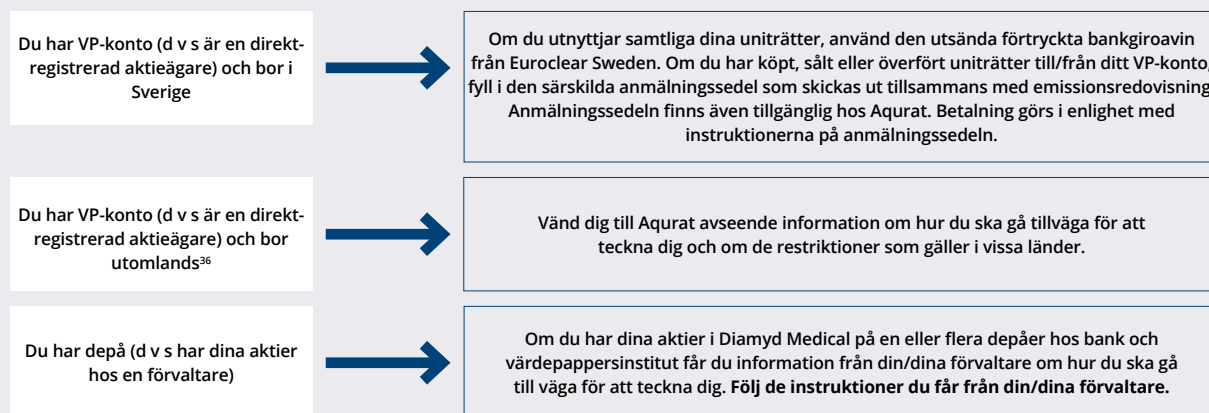 Du har VP-konto (d v s är en direkt-
registrerad aktieägare) och bor i
Sverige
Om du utnyttjar samtliga dina uniträtter, använd den utsända förtryckta bankgiroavin
från Euroclear Sweden. Om du har köpt, sålt eller överfört uniträtter till/från ditt VP-konto,
fyll i den särskilda anmälningssedel som skickas ut tillsammans med emissionsredovisning
Anmälningssedeln finns även tillgänglig hos Aqurat. Betalning görs i enlighet med
instruktionerna på anmälningssedeln.
Du har VP-konto (d v s är en direkt-
registrerad aktieägare) och bor
utomlands³⁶
Vänd dig till Aqurat avseende information om hur du ska gå tillväga för att
teckna dig och om de restriktioner som gäller i vissa länder.
Du har depå (d v s har dina aktier
hos en förvaltare)
Om du har dina aktier i Diamyd Medical på en eller flera depåer hos bank och
värdepappersinstitut får du information från din/dina förvaltare om hur du ska gå
till väga för att teckna dig. Följ de instruktioner du får från din/dina förvaltare.